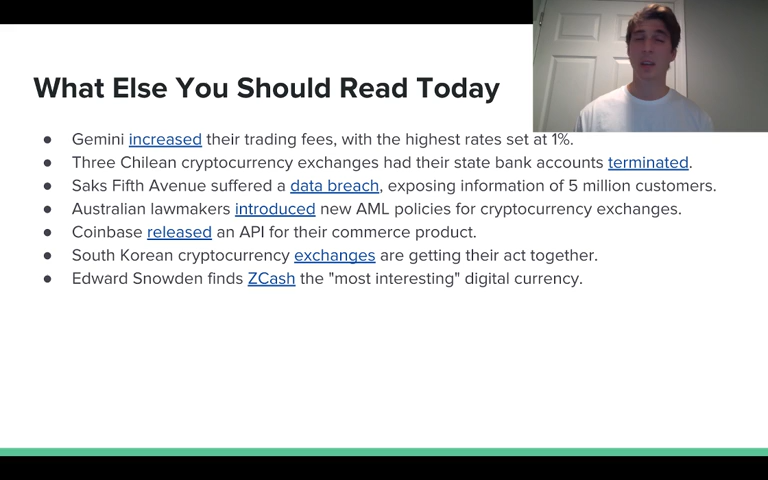 What Else You Should Read Today
● Gemini increased their trading fees, with the highest rates set at 1%.
● Three Chilean cryptocurrency exchanges had their state bank accounts terminated.
● Saks Fifth Avenue suffered a data breach, exposing information of 5 million customers.
● Australian lawmakers introduced new AML policies for cryptocurrency exchanges.
● Coinbase released an API for their commerce product.
● South Korean cryptocurrency exchanges are getting their act together.
● Edward Snowden finds ZCash the "most interesting" digital currency.